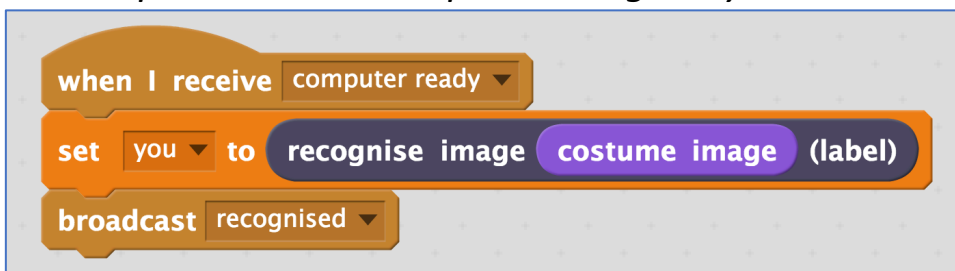 when I receive computer ready
set you to recognise image costume image (label)
broadcast recognised